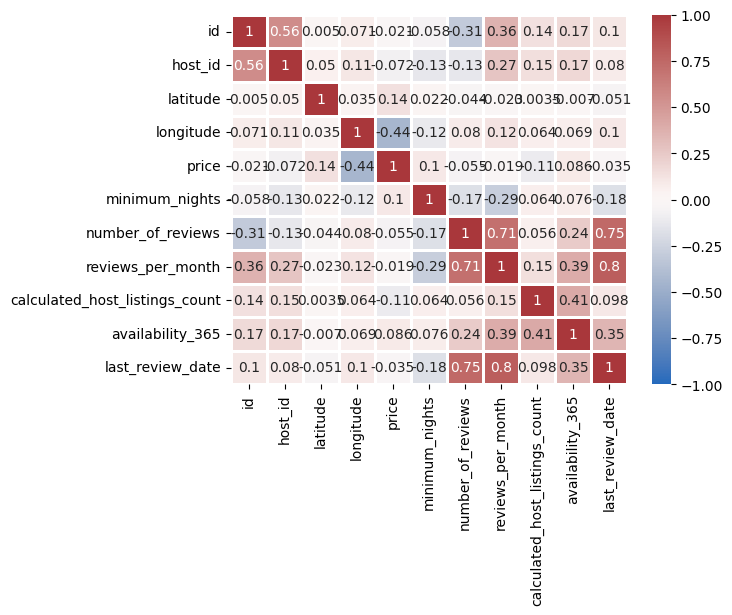 id 1 0.56 0.005 0.071 -0.021 -0.058 -0.31 0.36 0.14 0.17 0.1
host_id 0.56 1 0.05 0.11 -0.072 -0.13 -0.13 0.27 0.15 0.17 0.08
latitude 0.005 0.05 1 0.035 0.14 0.022 -0.044 -0.023 0.0035 -0.007 -0.051
longitude 0.071 0.11 0.035 1 -0.44 -0.12 0.08 0.12 0.064 0.069 0.1
price -0.021 -0.072 0.14 -0.44 1 0.1 -0.055 -0.019 -0.11 0.086 -0.035
minimum_nights -0.058 -0.13 0.022 -0.12 0.1 1 -0.17 -0.29 0.064 0.076 -0.18
number_of_reviews -0.31 -0.13 -0.044 0.08 -0.055 -0.17 1 0.71 0.056 0.24 0.75
reviews_per_month 0.36 0.27 -0.023 0.12 -0.019 -0.29 0.71 1 0.15 0.39 0.8
calculated_host_listings_count 0.14 0.15 0.0035 0.064 -0.11 0.064 0.056 0.15 1 0.41 0.098
availability_365 0.17 0.17 -0.007 0.069 0.086 0.076 0.24 0.39 0.41 1 0.35
last_review_date 0.1 0.08 -0.051 0.1 -0.035 -0.18 0.75 0.8 0.098 0.35 1
id
host_id
latitude
longitude
price
minimum_nights
number_of_reviews
reviews_per_month
calculated_host_listings_count
availability_365
last_review_date
1.00
0.75
0.50
0.25
0.00
−0.25
−0.50
−0.75
−1.00